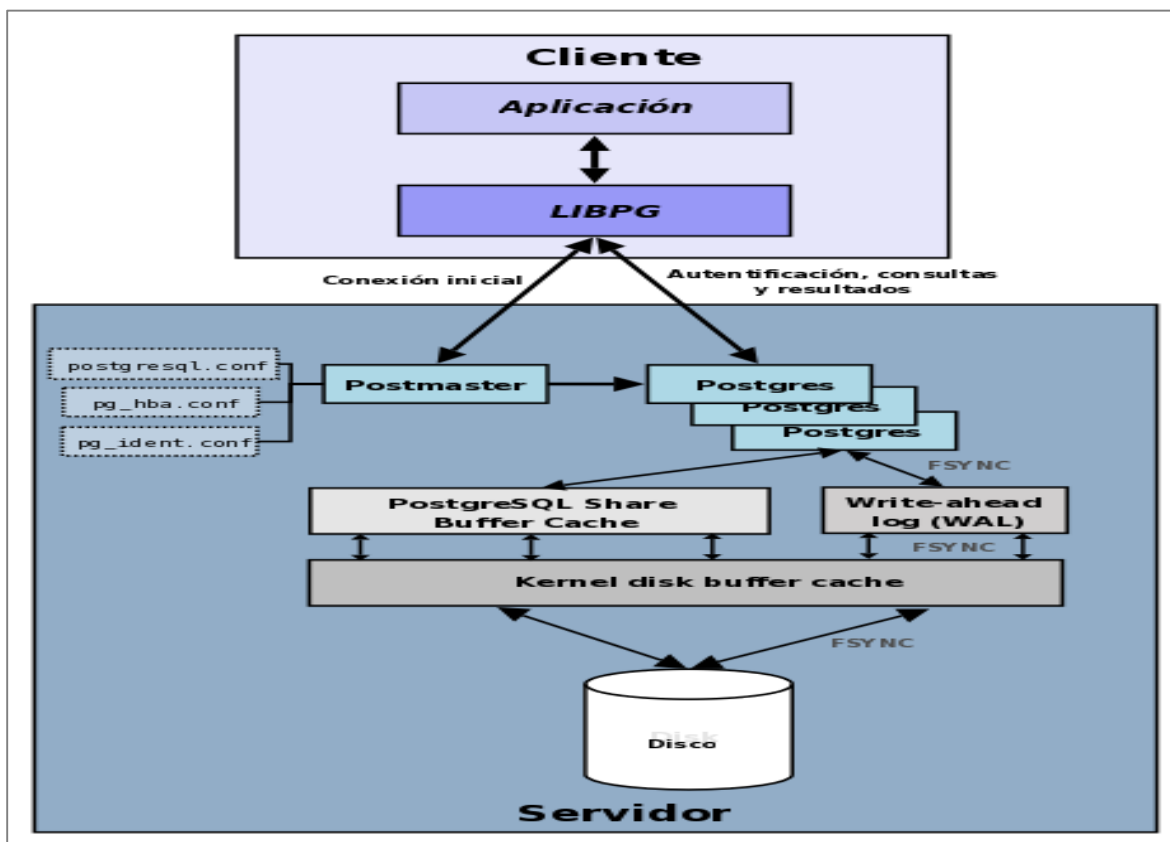 Cliente
Aplicación
LIBPG
Conexión inicial
Autentificación, consultas
y resultados
postgresql.conf
pg_hba.conf
pg_ident.conf
Postmaster
Postgres
Postgres
Postgres
FSYNC
PostgreSQL Share
Buffer Cache
Write-ahead
log (WAL)
FSYNC
Kernel disk buffer cache
FSYNC
Disk
Disco
Servidor